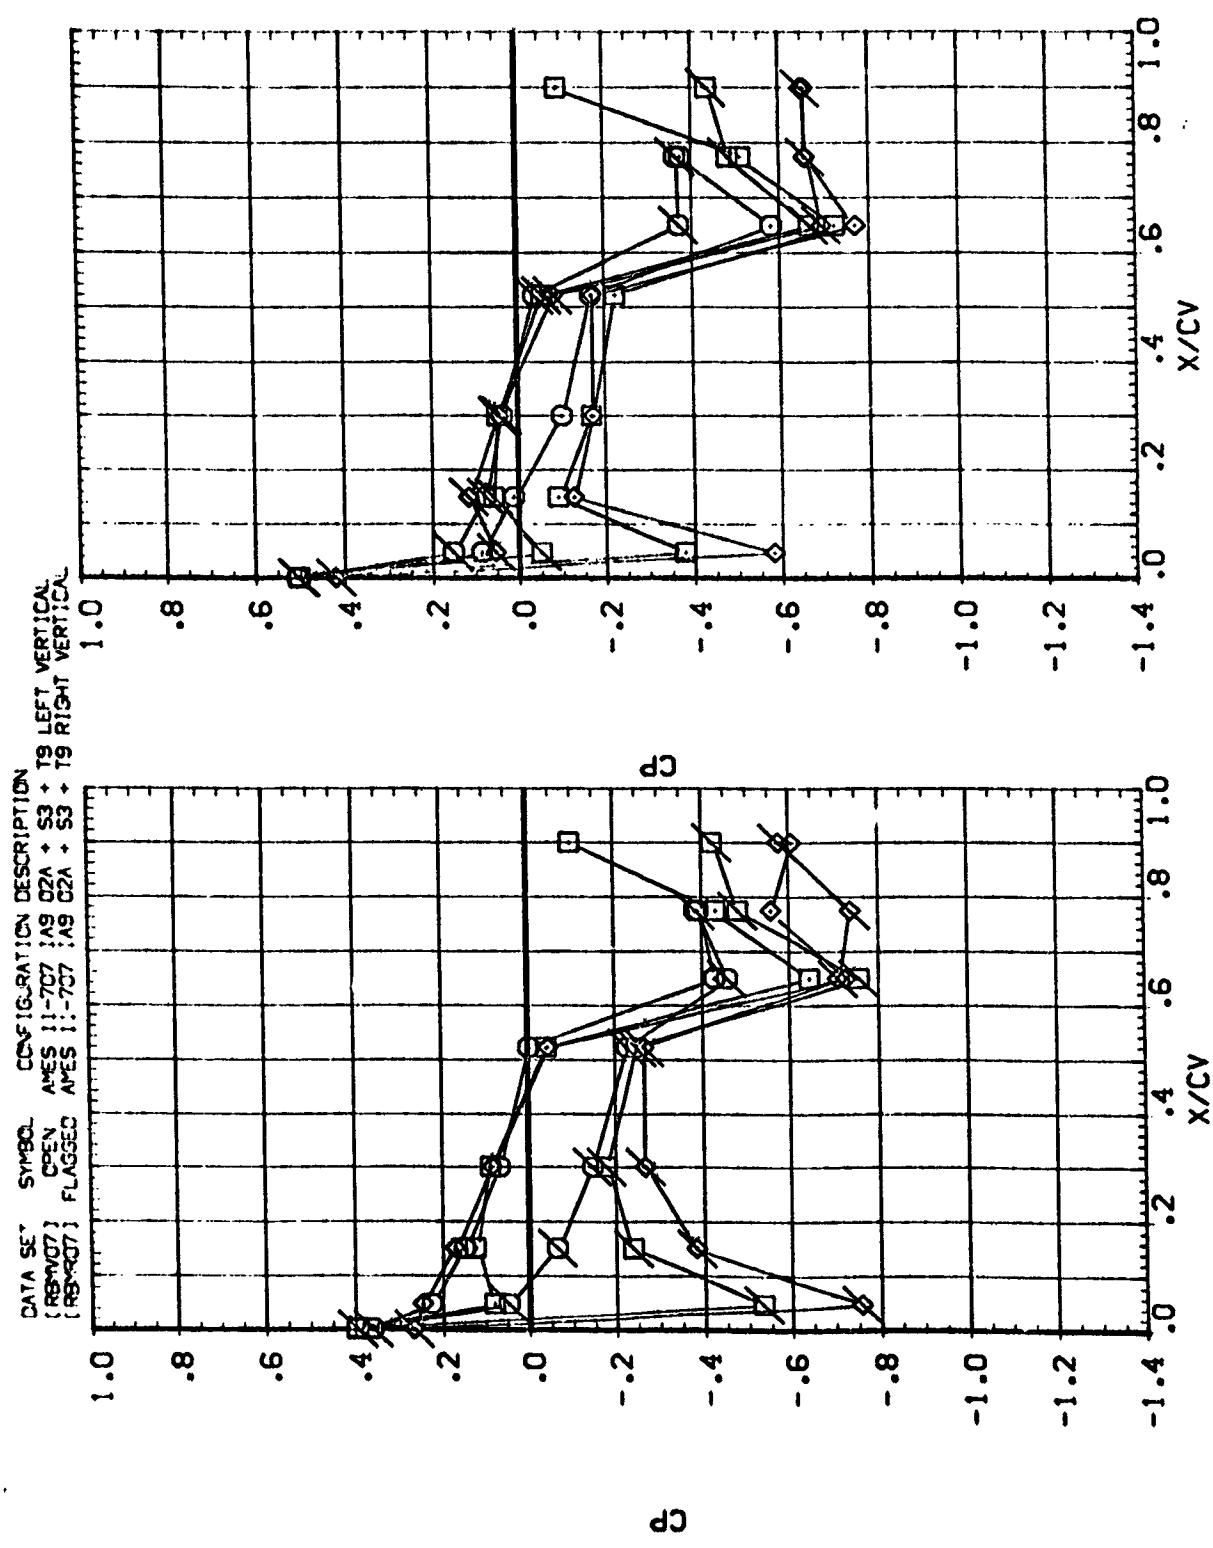 DATA SET SYMBOL CONFIGURATION DESCRIPTION
[RBMV07] OPEN AMES 11-707 IA9 O2A + S3 + T9 LEFT VERTICAL
[RBMR07] FLAGGED AMES 11-707 IA9 O2A + S3 + T9 RIGHT VERTICAL
CP
1.0
.8
.6
.4
.2
.0
-.2
-.4
-.6
-.8
-1.0
-1.2
-1.4
.0 .2 .4 .6 .8 1.0
X/CV
CP
1.0
.8
.6
.4
.2
.0
-.2
-.4
-.6
-.8
-1.0
-1.2
-1.4
.0 .2 .4 .6 .8 1.0
X/CV